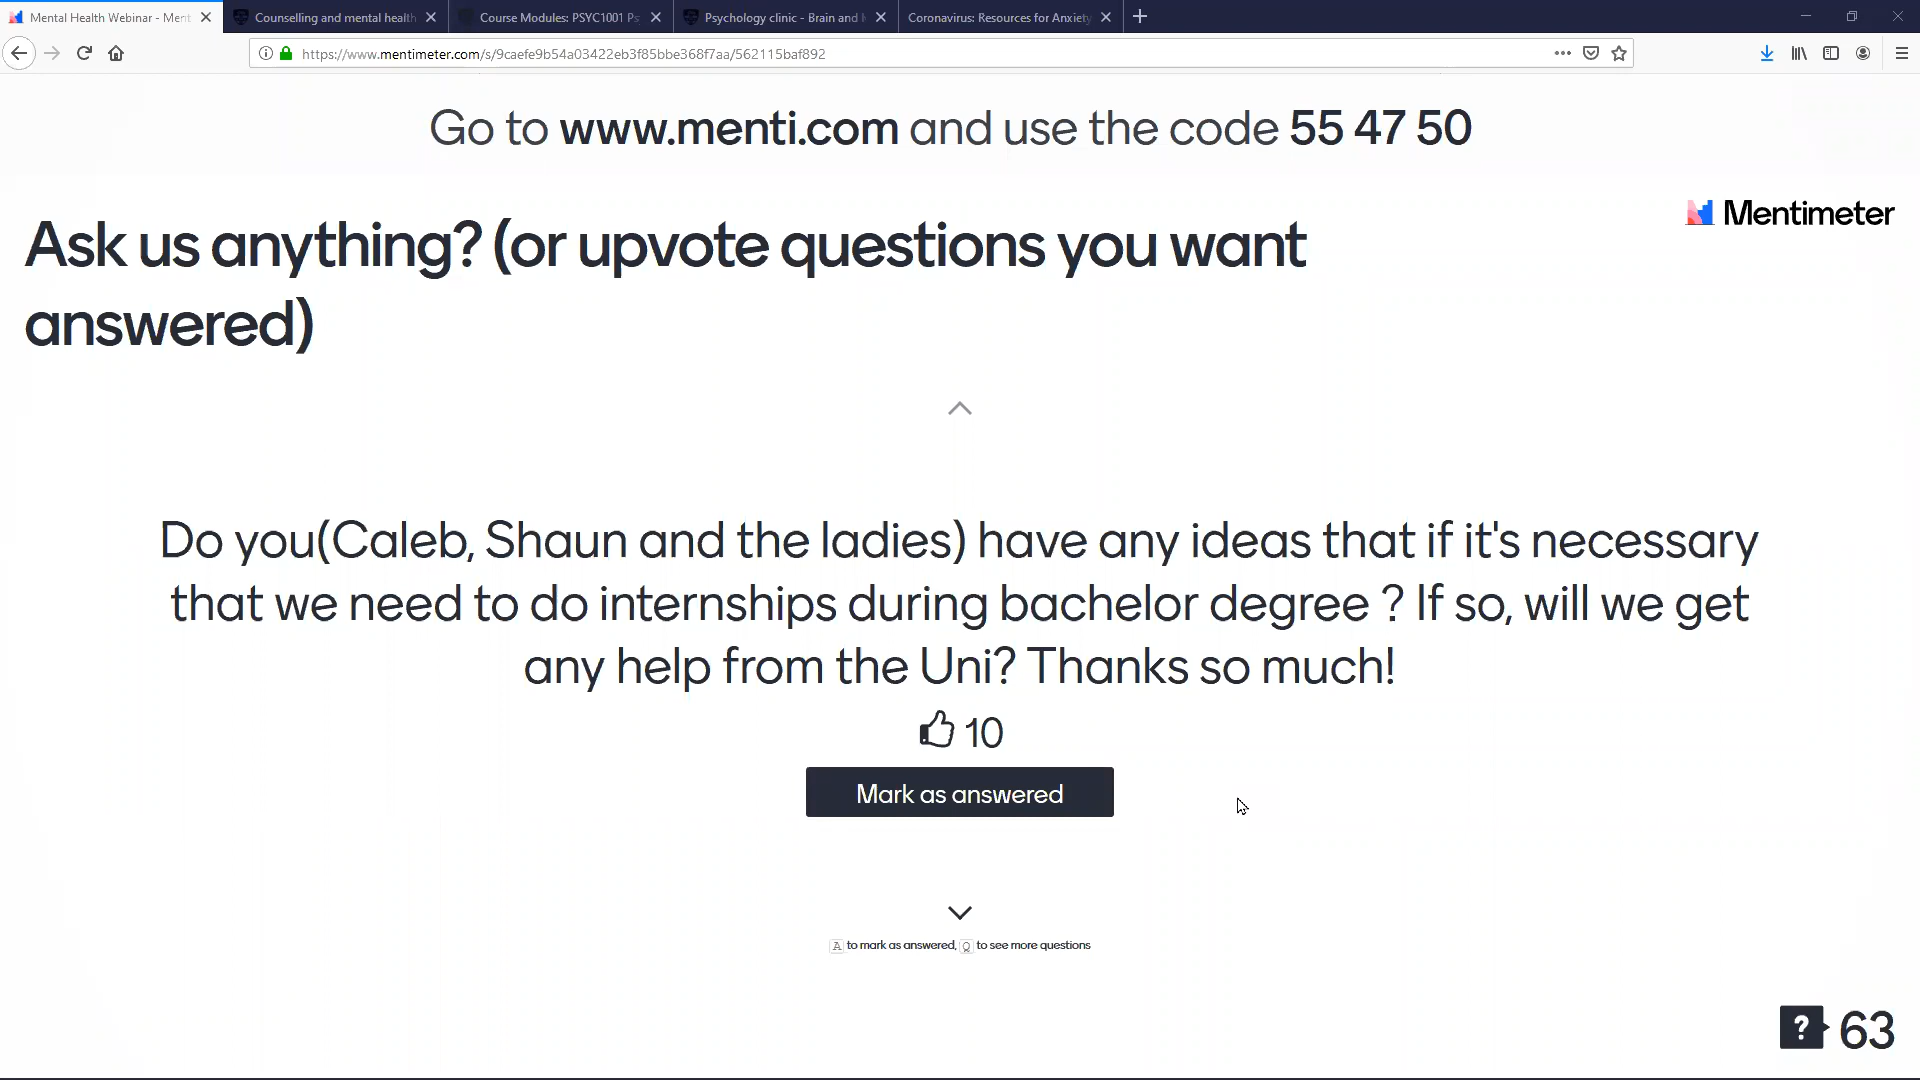 Mental Health Webinar - Ment
Counselling and mental health
Course Modules: PSYC1001 Ps
Psychology clinic - Brain and
Coronavirus: Resources for Anxiety
https://www.mentimeter.com/s/9caefe9b54a03422eb3f85bbe368f7aa/562115baf892
Go to www.menti.com and use the code 55 47 50
Mentimeter
Ask us anything? (or upvote questions you want
answered)
Do you(Caleb, Shaun and the ladies) have any ideas that if it's necessary
that we need to do internships during bachelor degree ? If so, will we get
any help from the Uni? Thanks so much!
10
Mark as answered
A to mark as answered, Q to see more questions
? 63